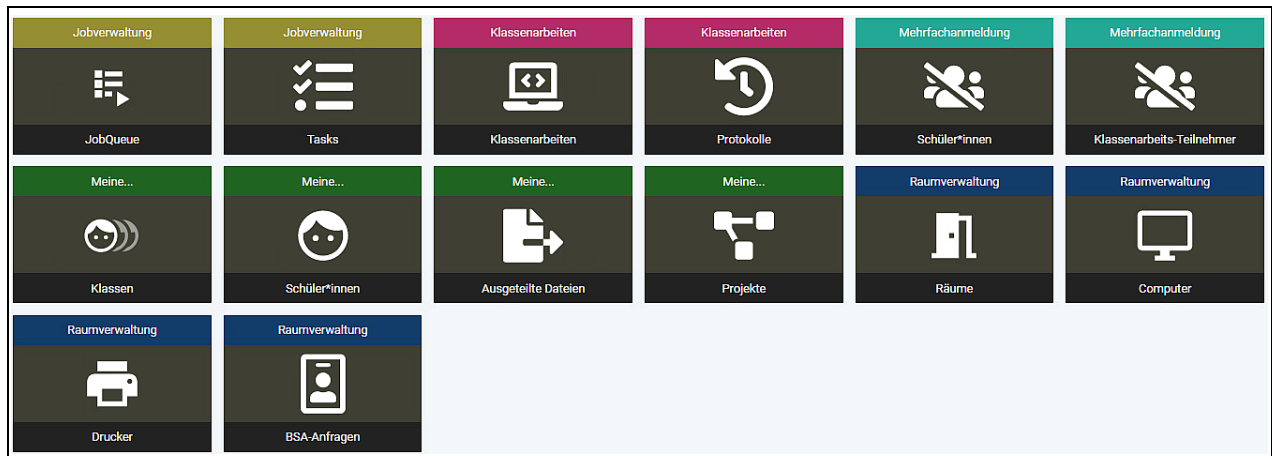 Jobverwaltung
Jobverwaltung
Klassenarbeiten
Klassenarbeiten
Mehrfachanmeldung
Mehrfachanmeldung
JobQueue
Tasks
Klassenarbeiten
Protokolle
Schüler*innen
Klassenarbeits-Teilnehmer
Meine...
Meine...
Meine...
Meine...
Raumverwaltung
Raumverwaltung
Klassen
Schüler*innen
Ausgeteilte Dateien
Projekte
Räume
Computer
Raumverwaltung
Raumverwaltung
Drucker
BSA-Anfragen